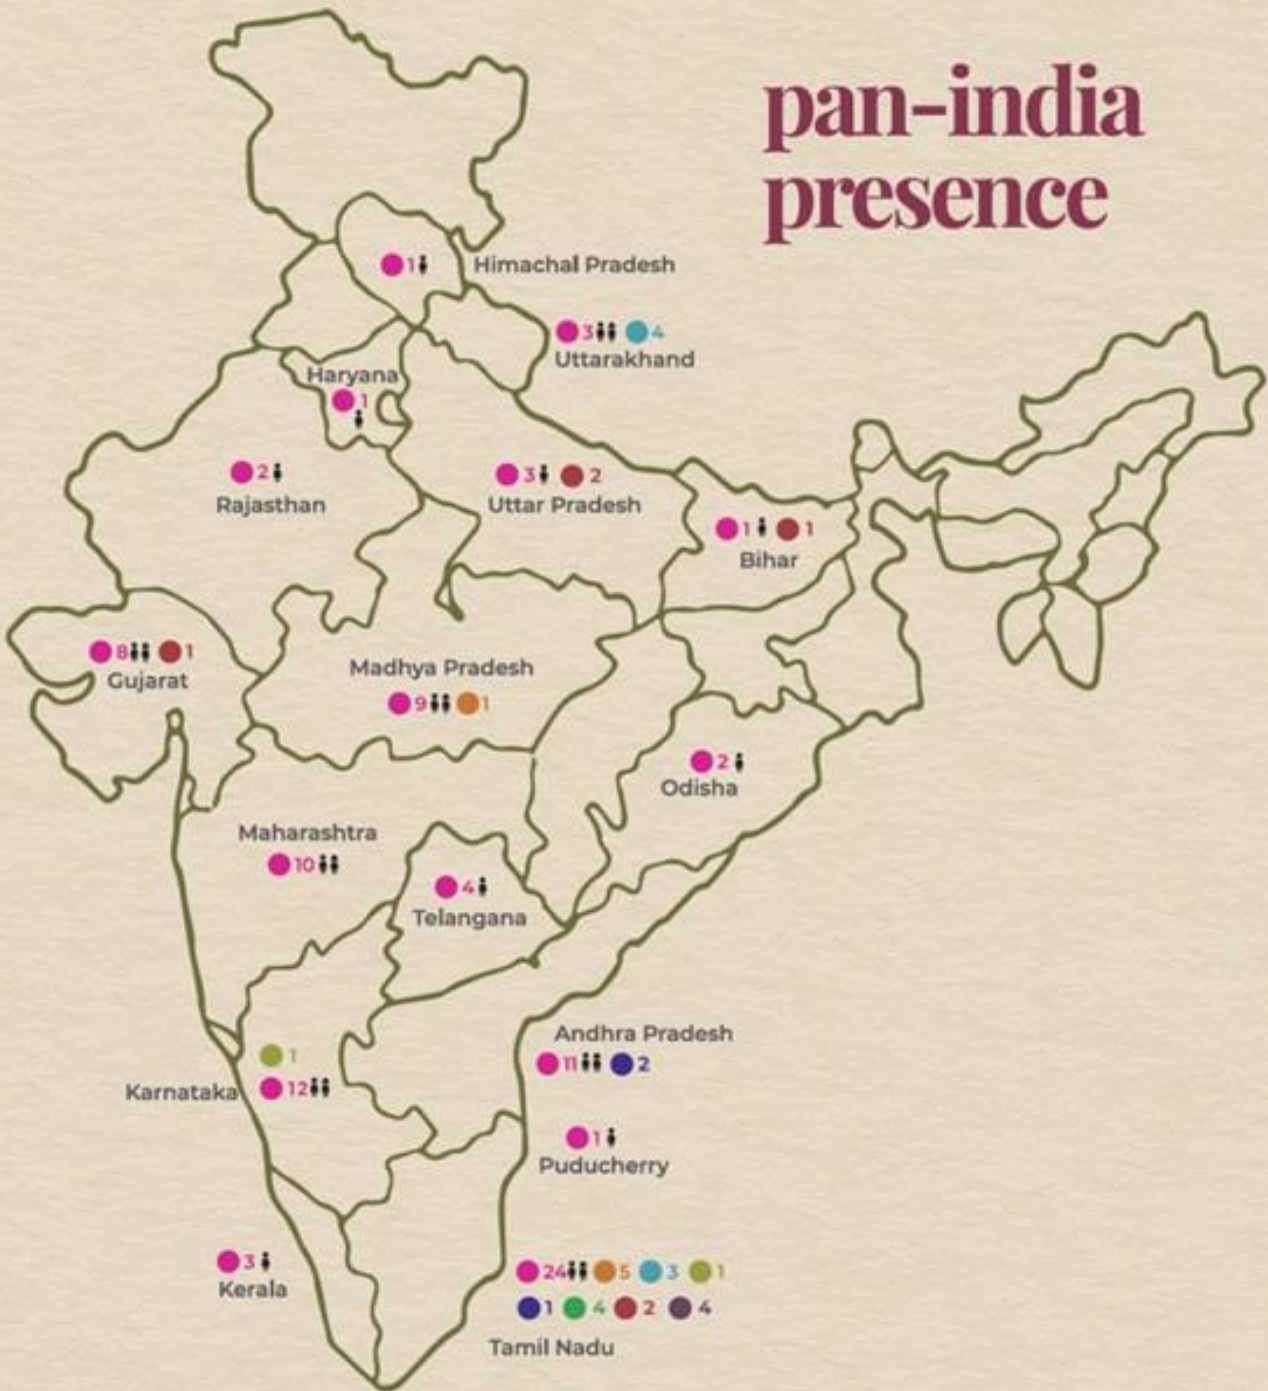 pan-india
presence
1 Himachal Pradesh
3 4
Uttarakhand
Haryana
1
2
Rajasthan
3 2
Uttar Pradesh
1 1
Bihar
8 1
Gujarat
Madhya Pradesh
9 1
2
Odisha
Maharashtra
10
4
Telangana
Andhra Pradesh
11 2
1
Karnataka 12
1
Puducherry
3
Kerala
24 5 3 1
1 4 2 4
Tamil Nadu